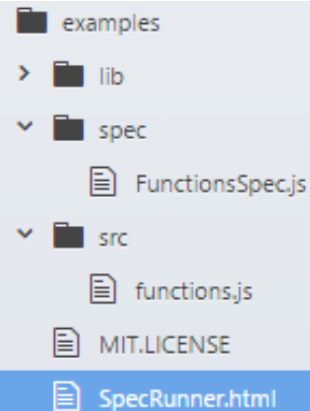 examples
lib
spec
FunctionsSpec.js
src
functions.js
MIT.LICENSE
SpecRunner.html